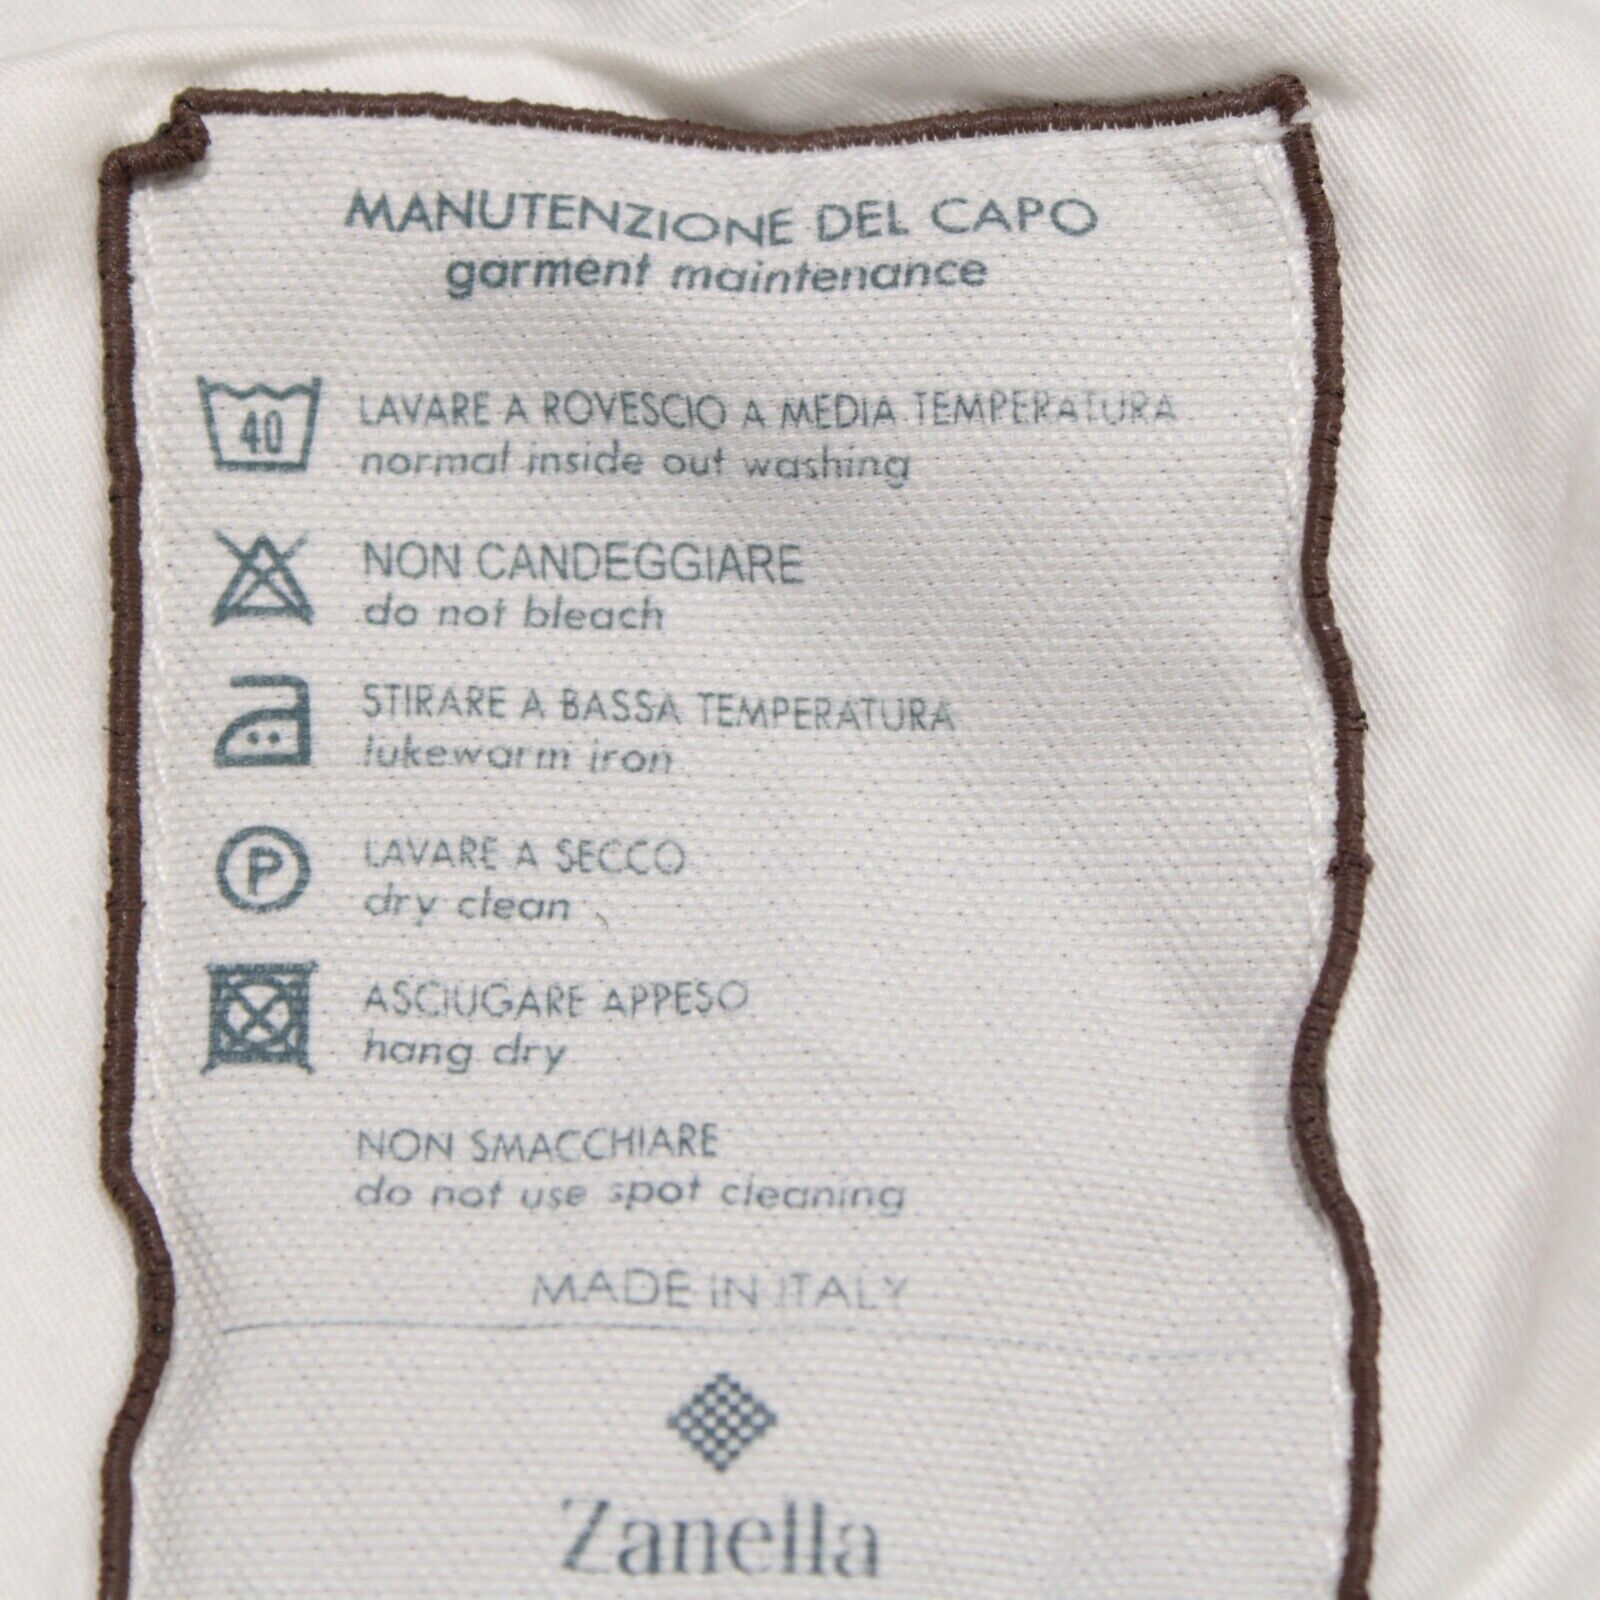 MANUTENZIONE DEL CAPO
garment maintenance
40 LAVARE A ROVESCIO A MEDIA TEMPERATURA
normal inside out washing
NON CANDEGGIARE
do not bleach
STIRARE A BASSA TEMPERATURA
lukewarm iron
P LAVARE A SECCO
dry clean
ASCIUGARE APPESO
hang dry
NON SMACCHIARE
do not use spot cleaning
MADE IN ITALY
Zanella